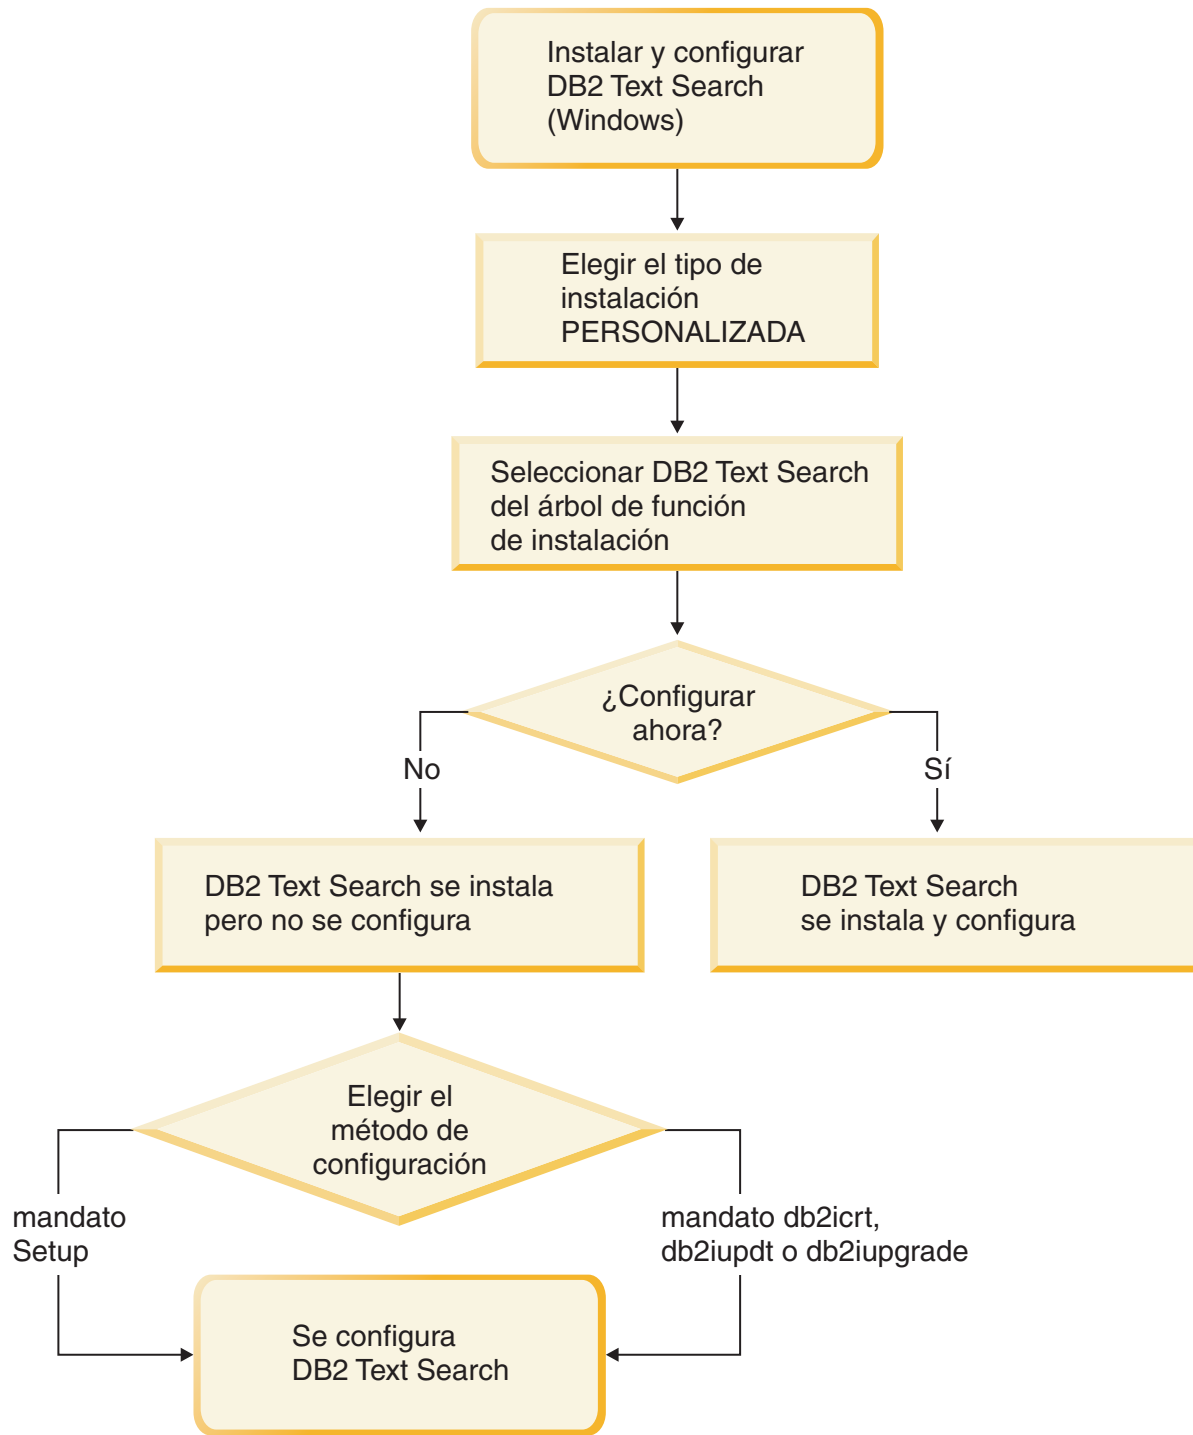 Instalar y configurar
DB2 Text Search
(Windows)
Elegir el tipo de
instalación
PERSONALIZADA
Seleccionar DB2 Text Search
del árbol de función
de instalación
¿Configurar
ahora?
No
Sí
DB2 Text Search se instala
pero no se configura
DB2 Text Search
se instala y configura
Elegir el
método de
configuración
mandato
Setup
mandato db2icrt,
db2iupdt o db2iupgrade
Se configura
DB2 Text Search